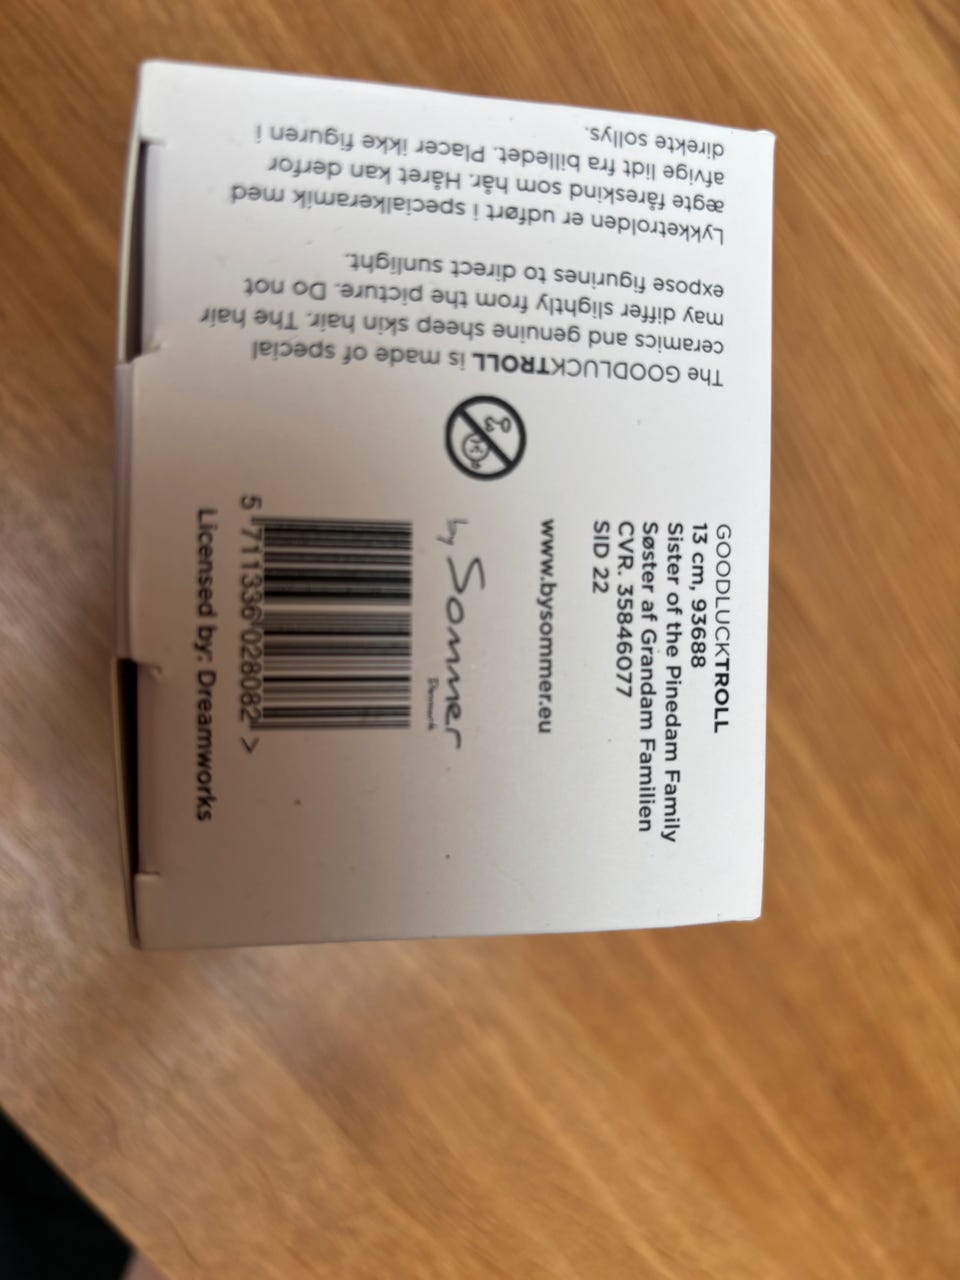 GOODLUCKTROLL
13 cm, 93688
Sister of the Pinedam Family
Søster af Grandam Familien
CVR. 35846077
SID 22
www.bysommer.eu
by Sommer
Denmark
5 711336 028082 >
Licensed by: Dreamworks
The GOODLUCKTROLL is made of special
ceramics and genuine sheep skin hair. The hair
may differ slightly from the picture. Do not
expose figurines to direct sunlight.
Lykketrolden er udført i specialkeramik med
ægte fåreskind som hår. Håret kan derfor
afvige lidt fra billedet. Placer ikke figuren i
direkte sollys.